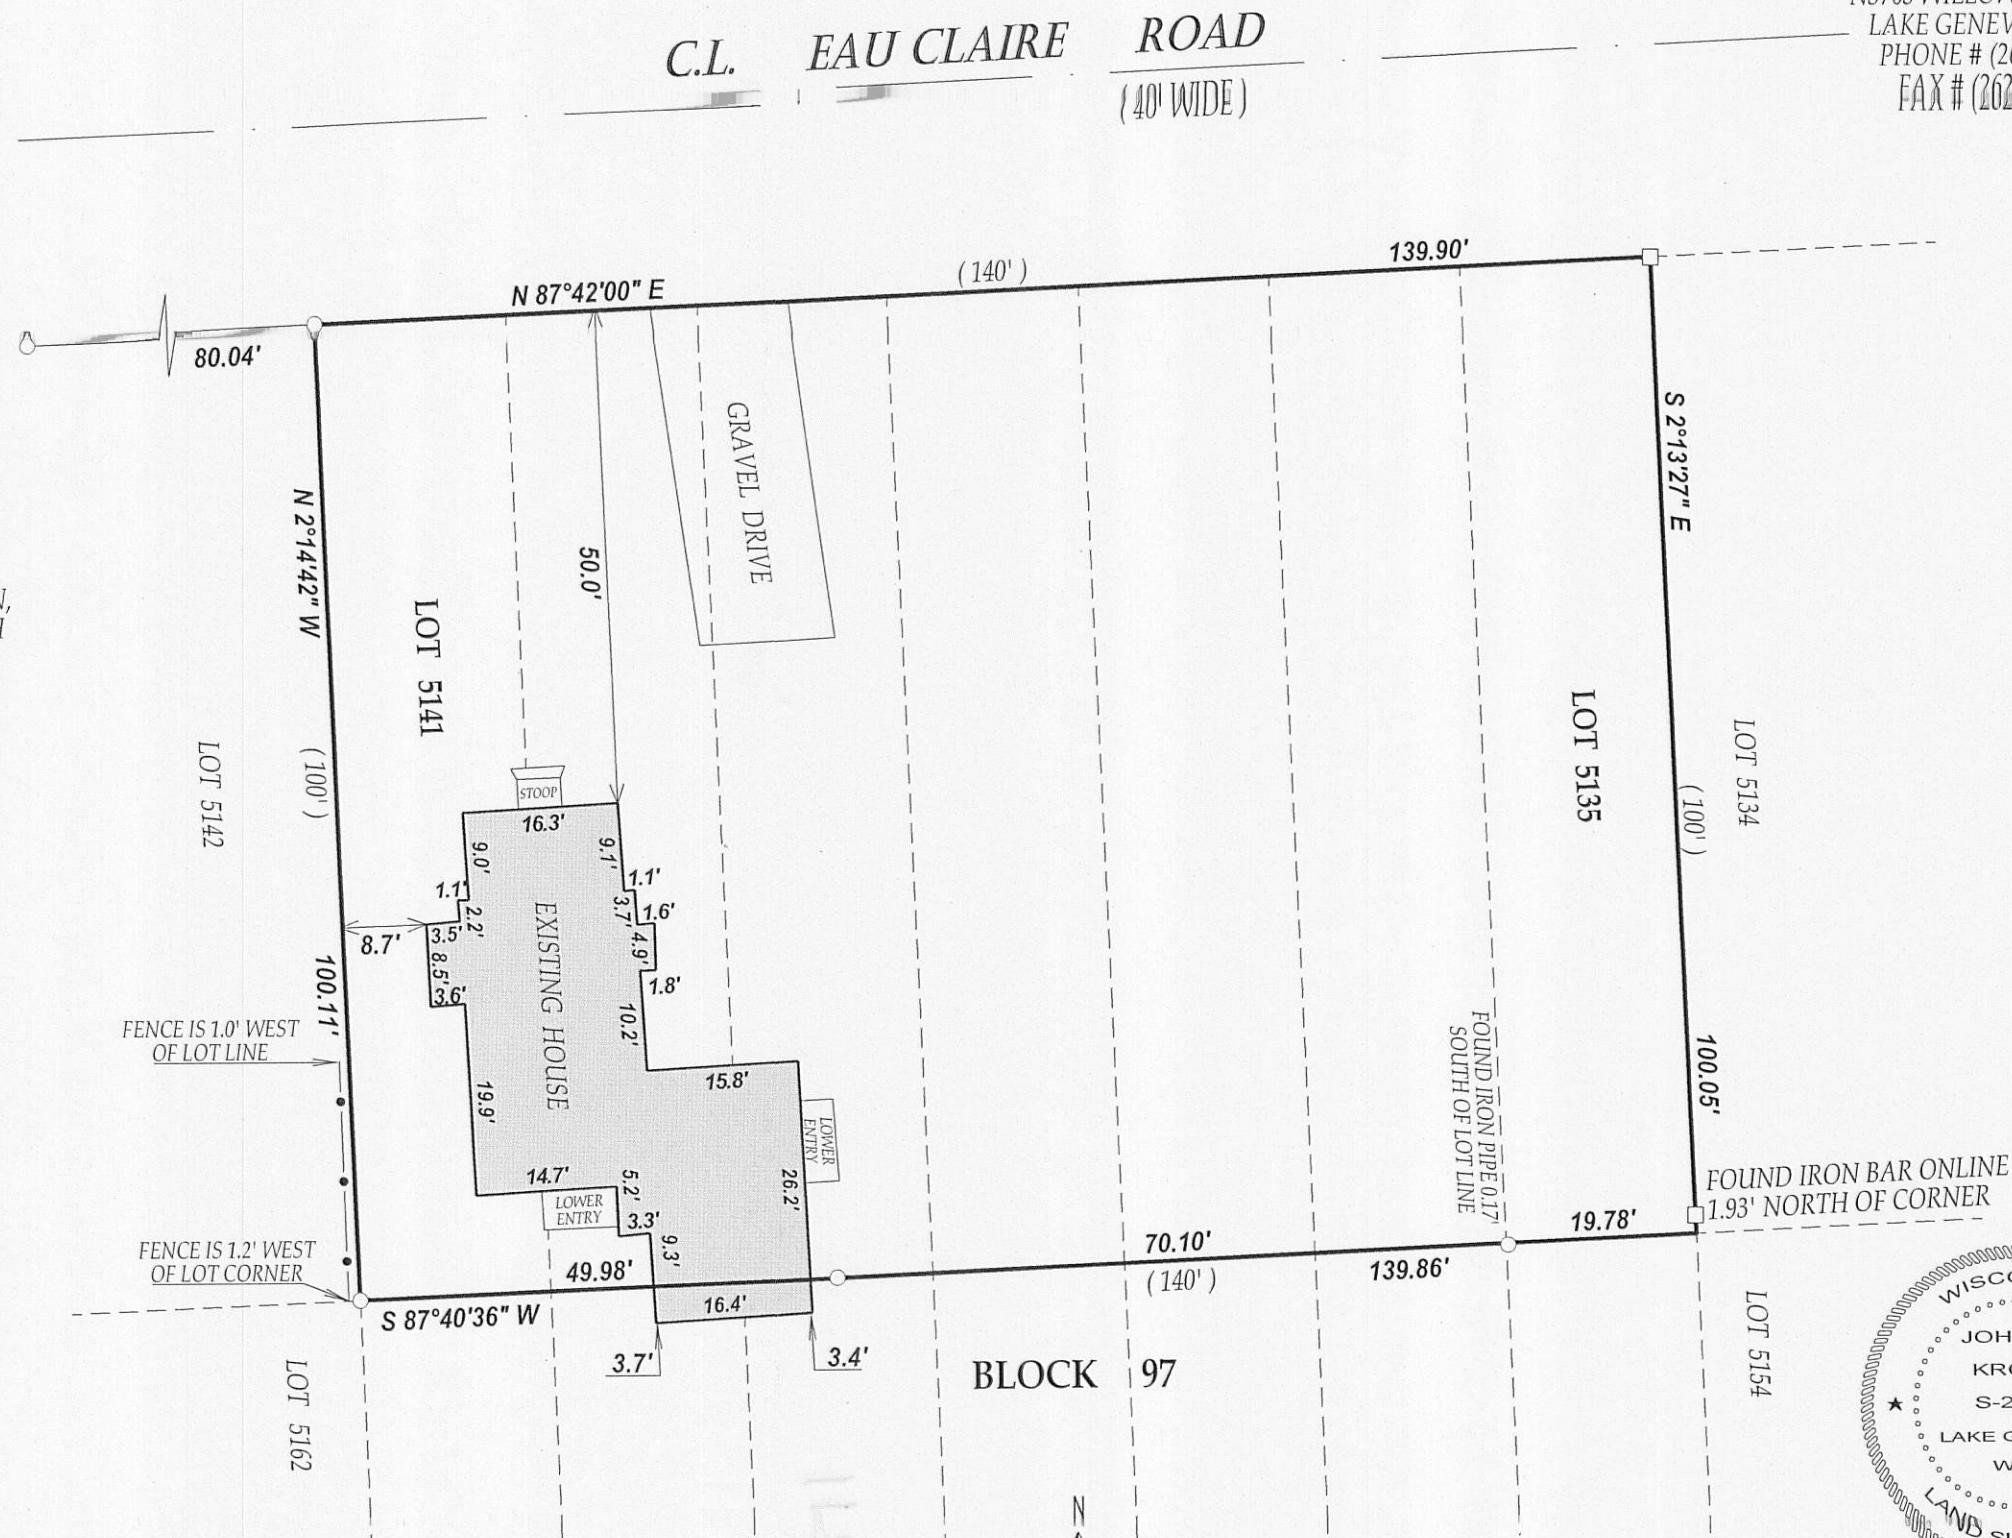 LAKE GENEV
C.L. EAU CLAIRE ROAD
PHONE # (26
( 40' WIDE )
FAX # (262
139.90'
( 140' )
N 87°42'00" E
80.04'
GRAVEL DRIVE
S 2°13'27" E
N 2°14'42" W
50.0'
LOT 5141
LOT 5135
LOT 5142
( 100' )
LOT 5134
( 100' )
STOOP
16.3'
9.0'
9.1'
1.1'
1.1'
2.2'
3.7'
1.6'
8.7'
3.5'
4.9'
8.5'
3.6'
1.8'
EXISTING HOUSE
10.2'
100.11'
FENCE IS 1.0' WEST
OF LOT LINE
15.8'
19.9'
LOWER
ENTRY
FOUND IRON PIPE 0.17'
SOUTH OF LOT LINE
100.05'
14.7'
5.2'
26.2'
LOWER
ENTRY
3.3'
9.3'
FOUND IRON BAR ONLINE
1.93' NORTH OF CORNER
19.78'
70.10'
FENCE IS 1.2' WEST
OF LOT CORNER
49.98'
( 140' )
139.86'
S 87°40'36" W
16.4'
3.7'
3.4'
BLOCK 97
LOT 5162
LOT 5154
WISCO
JOH
KRO
S-2
LAKE G
W
LAND S
N